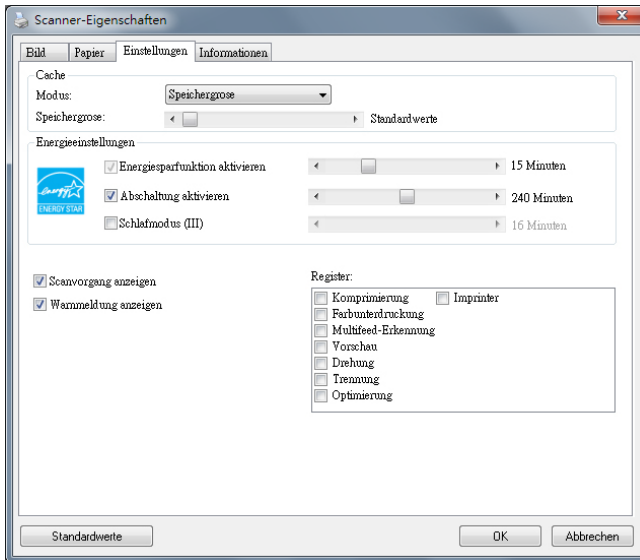 Scanner-Eigenschaften
Bild Papier Einstellungen Informationen
Cache
Modus: Speichergrose
Speichergrose: Standardwerte
Energieeinstellungen
Energiesparfunktion aktivieren 15 Minuten
Abschaltung aktivieren 240 Minuten
Schlafmodus (III) 16 Minuten
energy
ENERGY STAR
Scanvorgang anzeigen
Warnmeldung anzeigen
Register:
Komprimierung Imprinter
Farbunterdruckung
Multifeed-Erkennung
Vorschau
Drehung
Trennung
Optimierung
Standardwerte OK Abbrechen